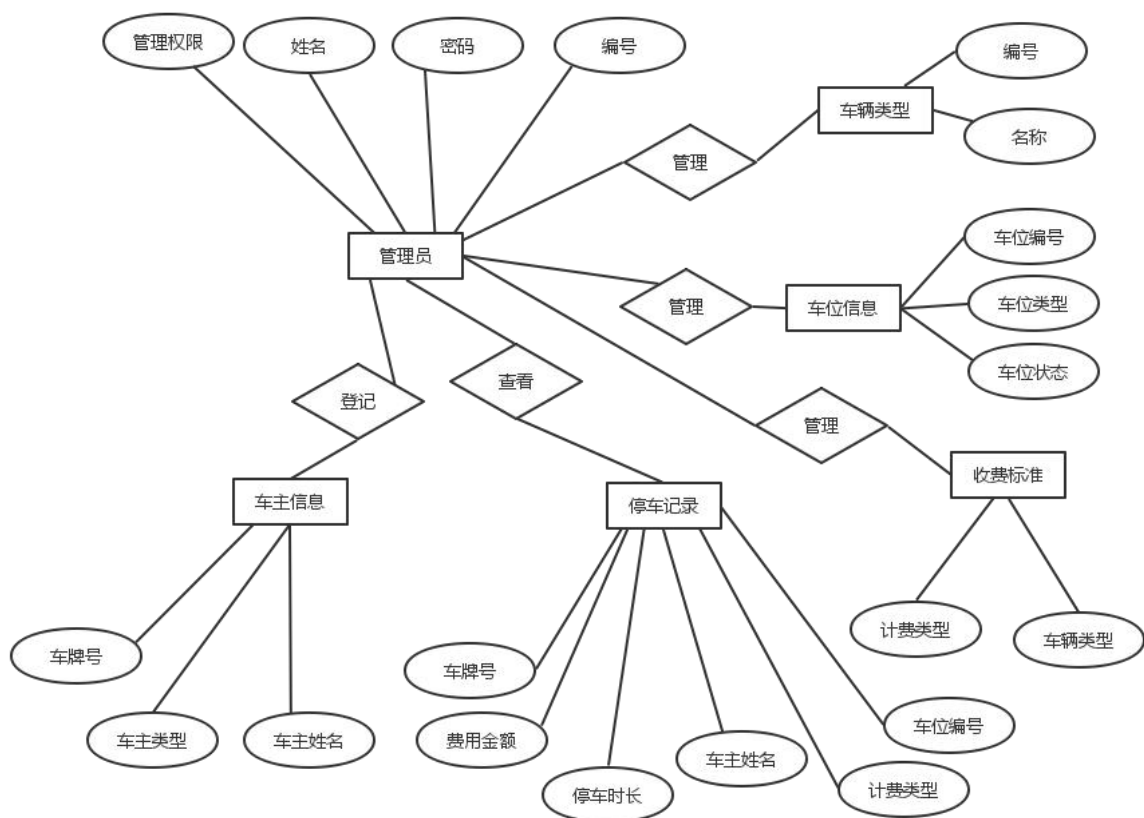 管理权限
姓名
密码
编号
编号
车辆类型
名称
管理
车位编号
管理员
管理
车位信息
车位类型
车位状态
查看
登记
管理
收费标准
车主信息
停车记录
计费类型
车辆类型
车牌号
车牌号
车位编号
车主类型
车主姓名
费用金额
车主姓名
停车时长
计费类型